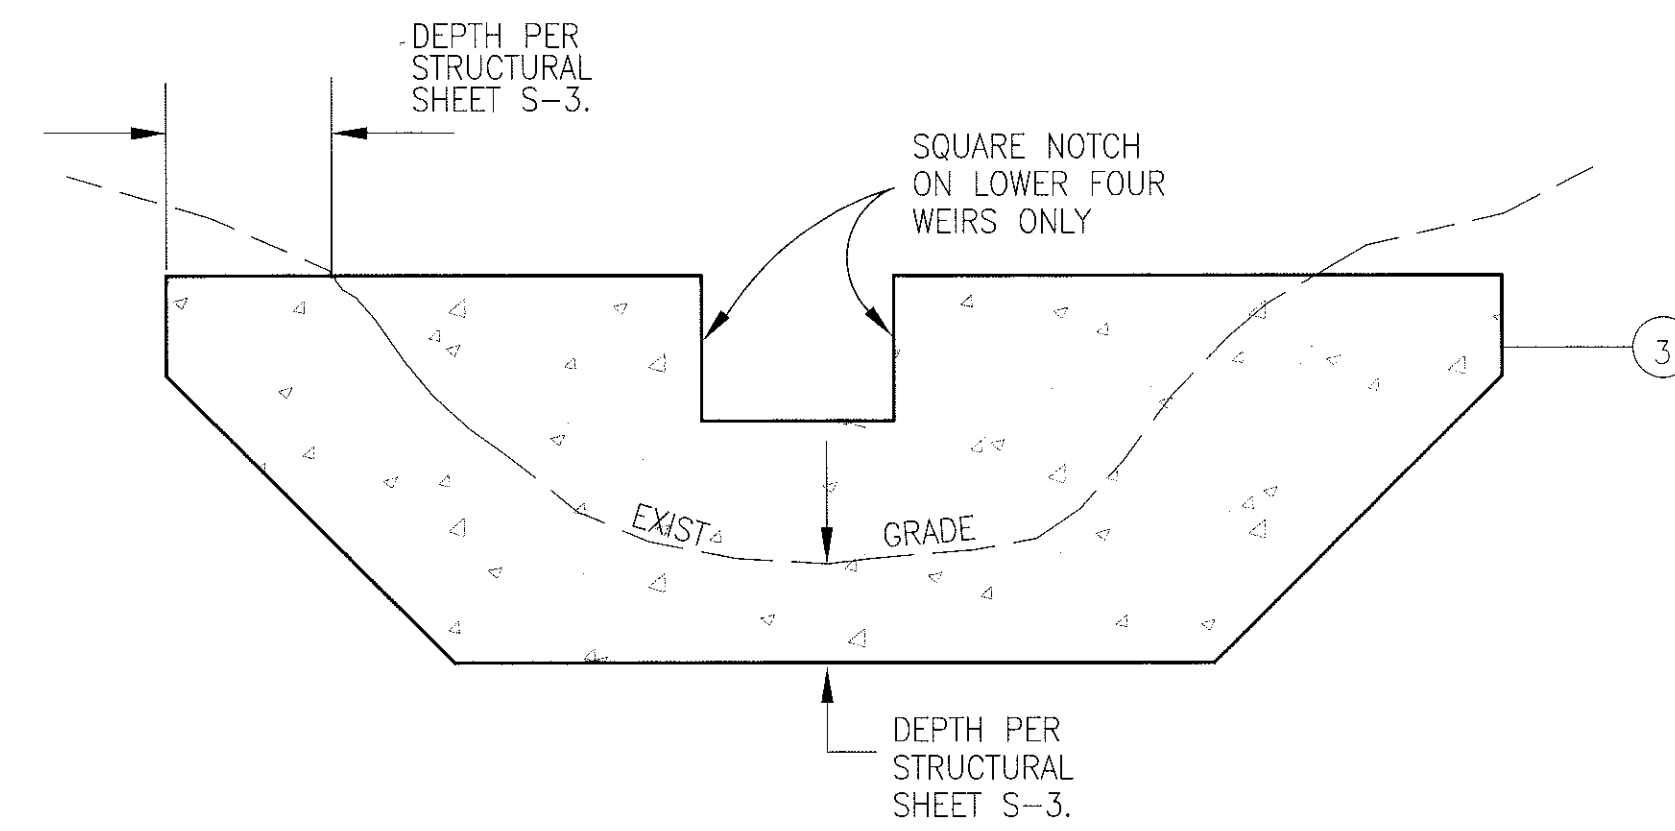 DEPTH PER
STRUCTURAL
SHEET S-3.
SQUARE NOTCH
ON LOWER FOUR
WEIRS ONLY
3
EXIST GRADE
DEPTH PER
STRUCTURAL
SHEET S-3.